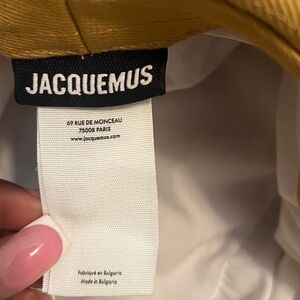 JACQUEMUS
69 RUE DE MONCEAU
75008 PARIS
www.jacquemus.com
Fabriqué en Bulgarie
Made in Bulgaria